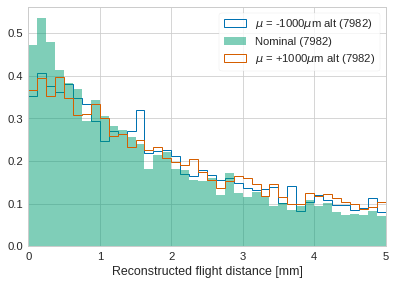 μ = -1000μm alt (7982)
Nominal (7982)
μ = +1000μm alt (7982)
0.5
0.4
0.3
0.2
0.1
0.0
0 1 2 3 4 5
Reconstructed flight distance [mm]